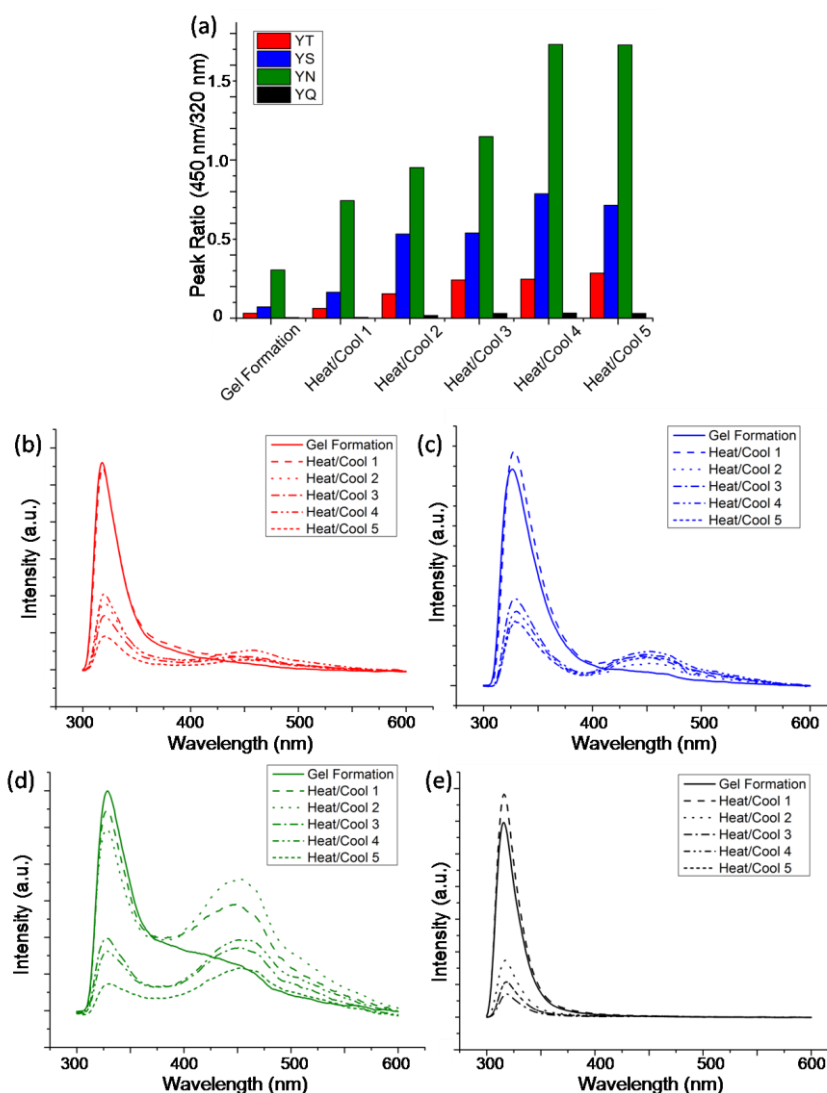 (a)
YT
YS
YN
YQ
Peak Ratio (450 nm/320 nm)
1.5
1.0
0.5
0
Gel Formation
Heat/Cool 1
Heat/Cool 2
Heat/Cool 3
Heat/Cool 4
Heat/Cool 5
(b)
Gel Formation
Heat/Cool 1
Heat/Cool 2
Heat/Cool 3
Heat/Cool 4
Heat/Cool 5
Intensity (a.u.)
300 400 500 600
Wavelength (nm)
(c)
Gel Formation
Heat/Cool 1
Heat/Cool 2
Heat/Cool 3
Heat/Cool 4
Heat/Cool 5
Intensity (a.u.)
300 400 500 600
Wavelength (nm)
(d)
Gel Formation
Heat/Cool 1
Heat/Cool 2
Heat/Cool 3
Heat/Cool 4
Heat/Cool 5
Intensity (a.u.)
300 400 500 600
Wavelength (nm)
(e)
Gel Formation
Heat/Cool 1
Heat/Cool 2
Heat/Cool 3
Heat/Cool 4
Heat/Cool 5
Intensity (a.u.)
300 400 500 600
Wavelength (nm)